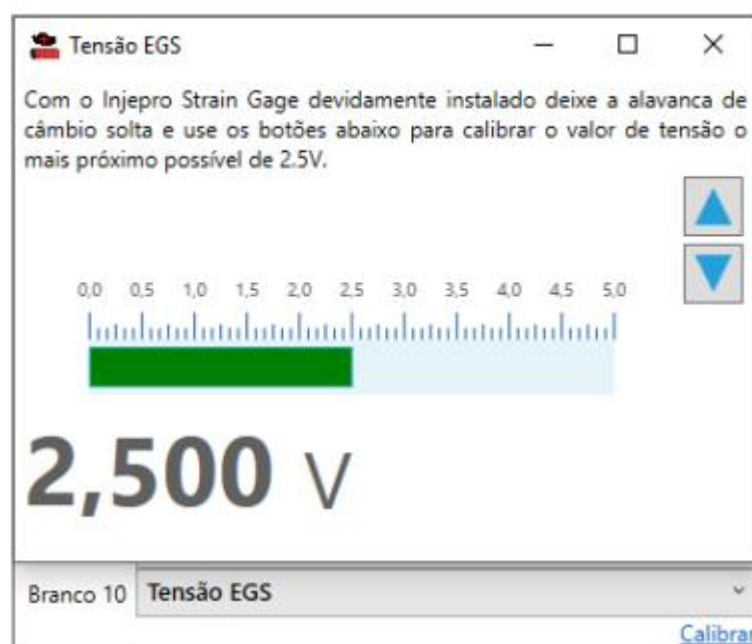 Tensão EGS
Com o Injepro Strain Gage devidamente instalado deixe a alavanca de
câmbio solta e use os botões abaixo para calibrar o valor de tensão o
mais próximo possível de 2.5V.
0,0 0,5 1,0 1,5 2,0 2,5 3,0 3,5 4,0 4,5 5,0
2,500 V
Branco 10 Tensão EGS
Calibrar